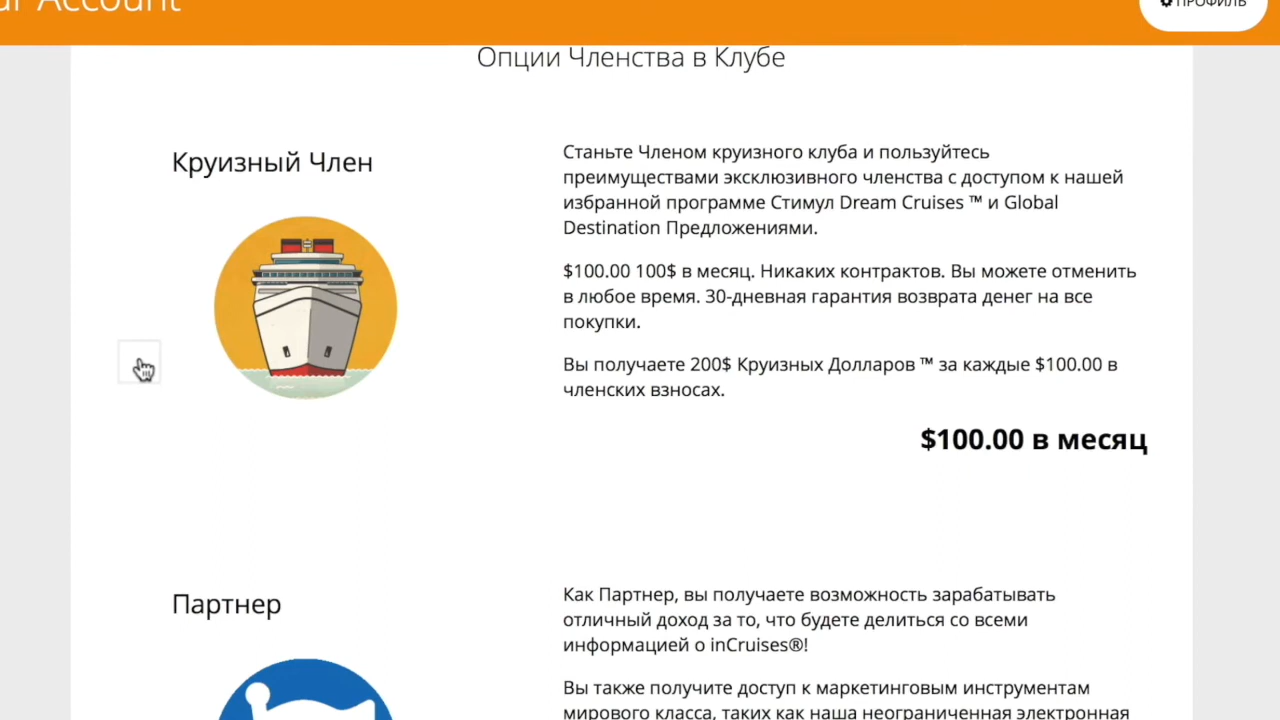 ur Account
ПРОФИЛЬ
Опции Членства в Клубе
Круизный Член
Станьте Членом круизного клуба и пользуйтесь
преимуществами эксклюзивного членства с доступом к нашей
избранной программе Стимул Dream Cruises ™ и Global
Destination Предложениями.
$100.00 100$ в месяц. Никаких контрактов. Вы можете отменить
в любое время. 30-дневная гарантия возврата денег на все
покупки.
Вы получаете 200$ Круизных Долларов ™ за каждые $100.00 в
членских взносах.
$100.00 в месяц
Партнер
Как Партнер, вы получаете возможность зарабатывать
отличный доход за то, что будете делиться со всеми
информацией о inCruises®!
Вы также получите доступ к маркетинговым инструментам
мирового класса, таких как наша неограниченная электронная